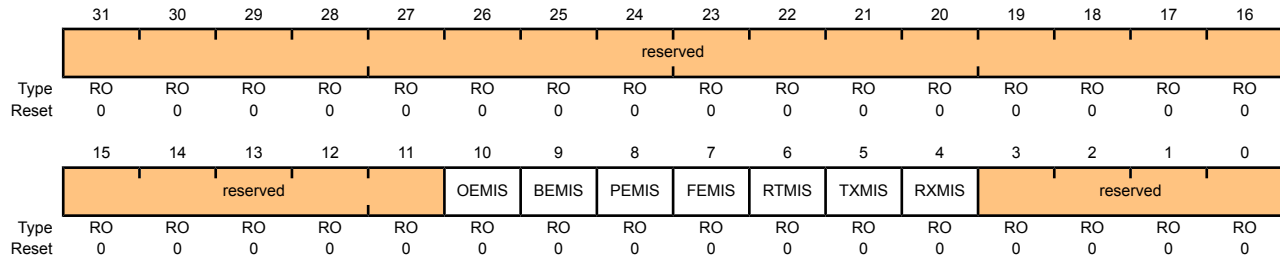 31 30 29 28 27 26 25 24 23 22 21 20 19 18 17 16
reserved
Type RO RO RO RO RO RO RO RO RO RO RO RO RO RO RO RO
Reset 0 0 0 0 0 0 0 0 0 0 0 0 0 0 0 0
15 14 13 12 11 10 9 8 7 6 5 4 3 2 1 0
reserved OEMIS BEMIS PEMIS FEMIS RTMIS TXMIS RXMIS reserved
Type RO RO RO RO RO RO RO RO RO RO RO RO RO RO RO RO
Reset 0 0 0 0 0 0 0 0 0 0 0 0 0 0 0 0